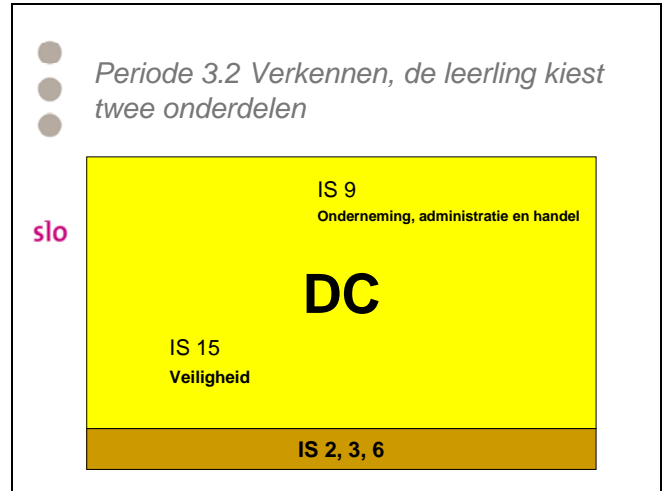 Periode 3.2 Verkennen, de leerling kiest
twee onderdelen
slo
IS 9
Onderneming, administratie en handel
DC
IS 15
Veiligheid
IS 2, 3, 6